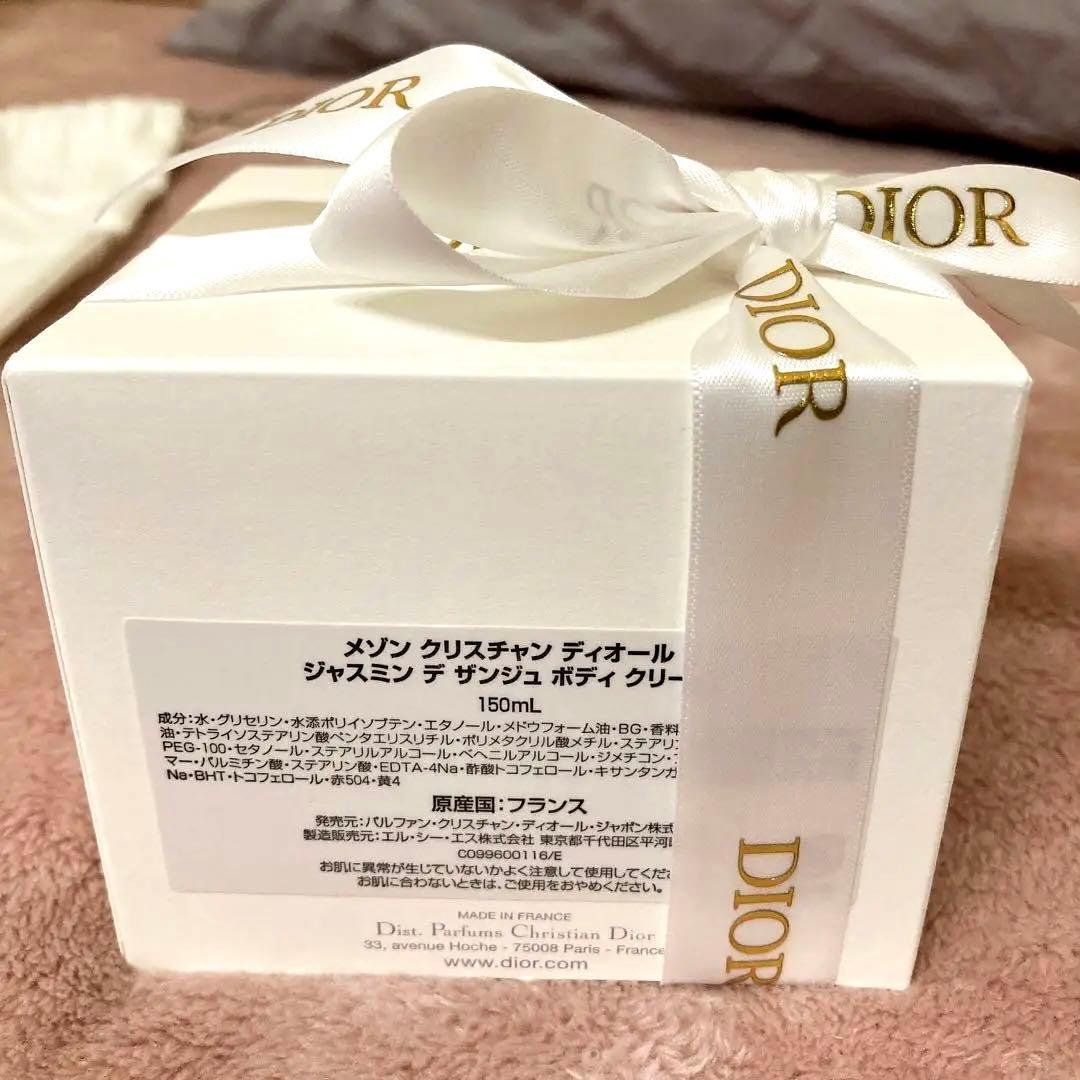 DIOR
DIOR
DIOR
メゾン クリスチャン ディオール
ジャスミン デ ザンジュ ボディ クリー
150mL
成分:水・グリセリン・水添ポリイソブテン・エタノール・メドウフォーム油・BG・香料
油・テトライソステアリン酸ペンタエリスリチル・ポリメタクリル酸メチル・ステアリ
PEG-100・セタノール・ステアリルアルコール・ベヘニルアルコール・ジメチコン・
マー・パルミチン酸・ステアリン酸・EDTA-4Na・酢酸トコフェロール・キサンタンガ
Na・BHT・トコフェロール・赤504・黄4
原産国:フランス
発売元:パルファン・クリスチャン・ディオール・ジャポン株式
製造販売元:エル・シー・エス株式会社 東京都千代田区平河
C099600116/E
お肌に異常が生じていないかよく注意して使用してくだ
お肌に合わないときは、ご使用をおやめください。
MADE IN FRANCE
Dist. Parfums Christian Dior
33, avenue Hoche - 75008 Paris - France
www.dior.com
DIOR